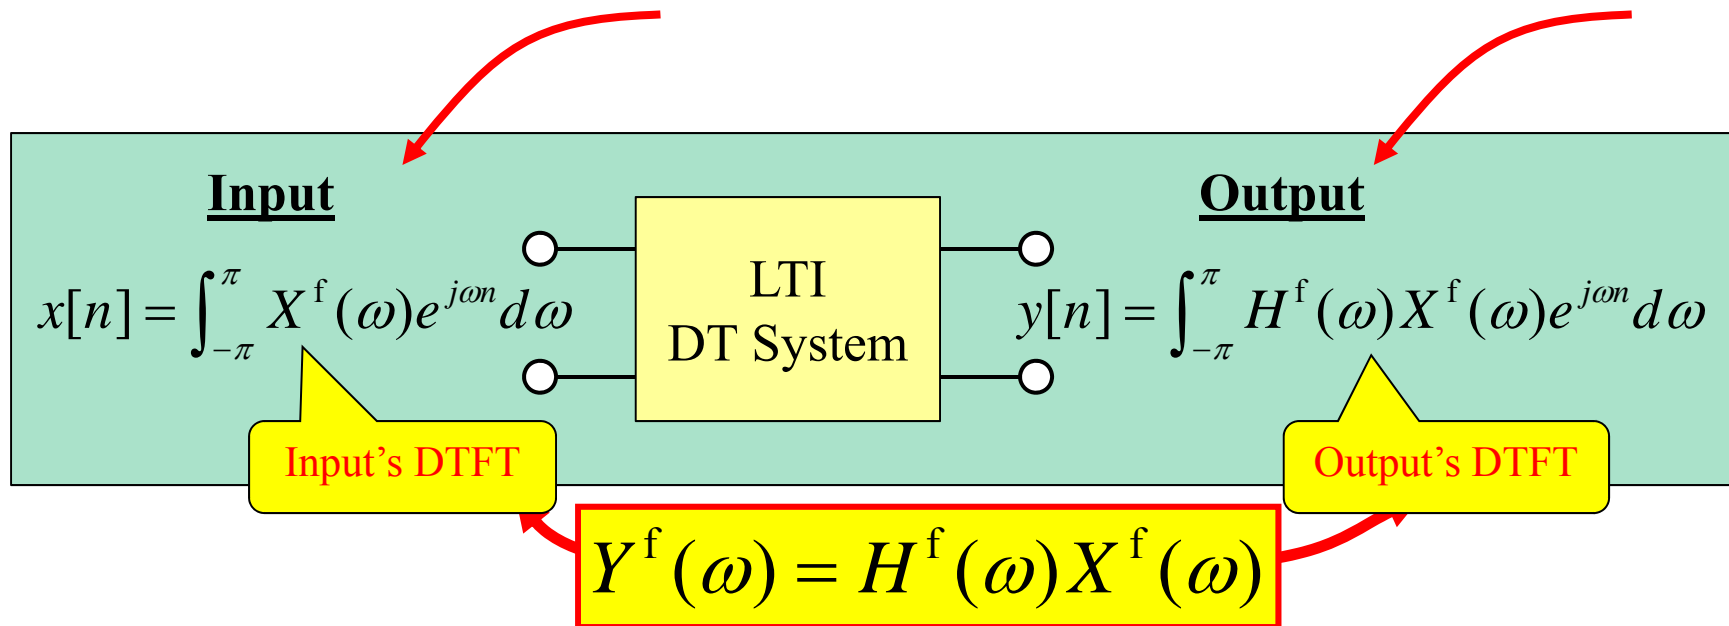 Input
Output
x[n] = ∫_{-π}^{π} X^f(ω)e^{jωn}dω
LTI
DT System
y[n] = ∫_{-π}^{π} H^f(ω)X^f(ω)e^{jωn}dω
Input's DTFT
Output's DTFT
Y^f(ω) = H^f(ω)X^f(ω)